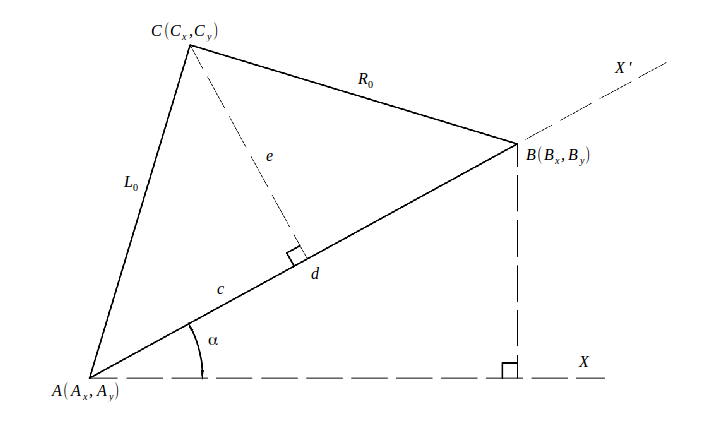 C(Cx,Cy)
R0
X'
B(Bx,By)
e
L0
d
c
α
X
A(Ax,Ay)